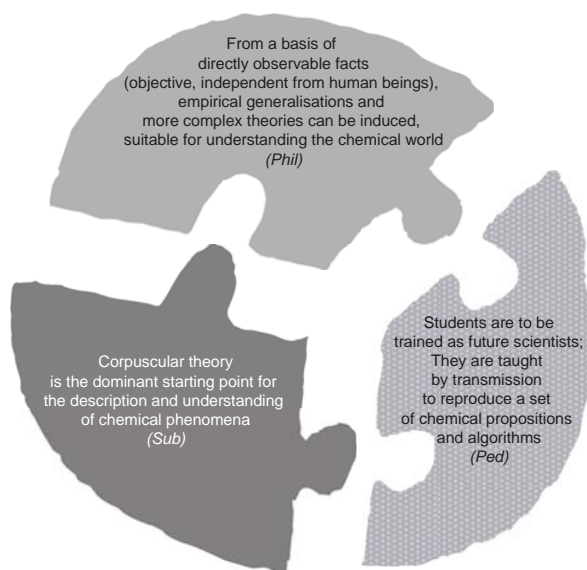 From a basis of
directly observable facts
(objective, independent from human beings),
empirical generalisations and
more complex theories can be induced,
suitable for understanding the chemical world
(Phil)
Corpuscular theory
is the dominant starting point for
the description and understanding
of chemical phenomena
(Sub)
Students are to be
trained as future scientists;
They are taught
by transmission
to reproduce a set
of chemical propositions
and algorithms
(Ped)